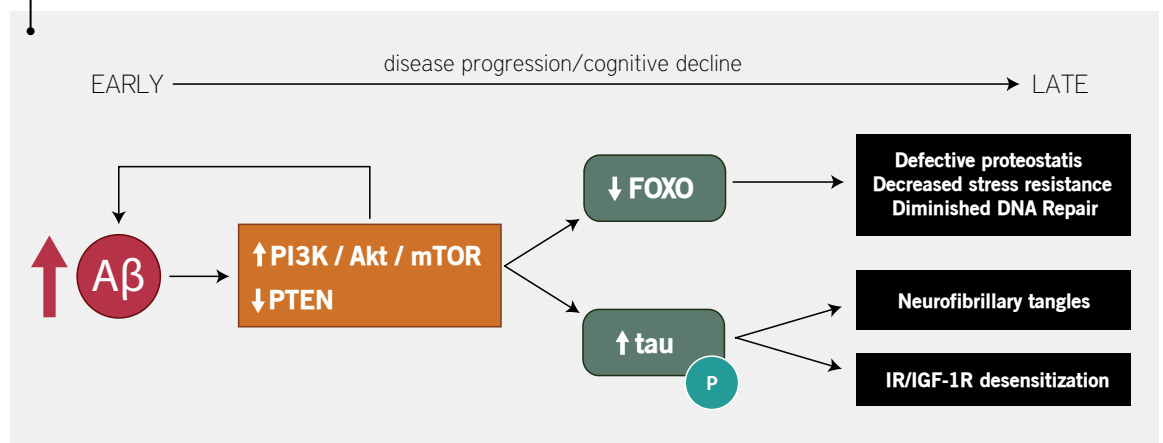 disease progression/cognitive decline
EARLY
LATE
Aβ
↑ PI3K / Akt / mTOR
↓ PTEN
↓ FOXO
↑ tau
P
Defective proteostatis
Decreased stress resistance
Diminished DNA Repair
Neurofibrillary tangles
IR/IGF-1R desensitization